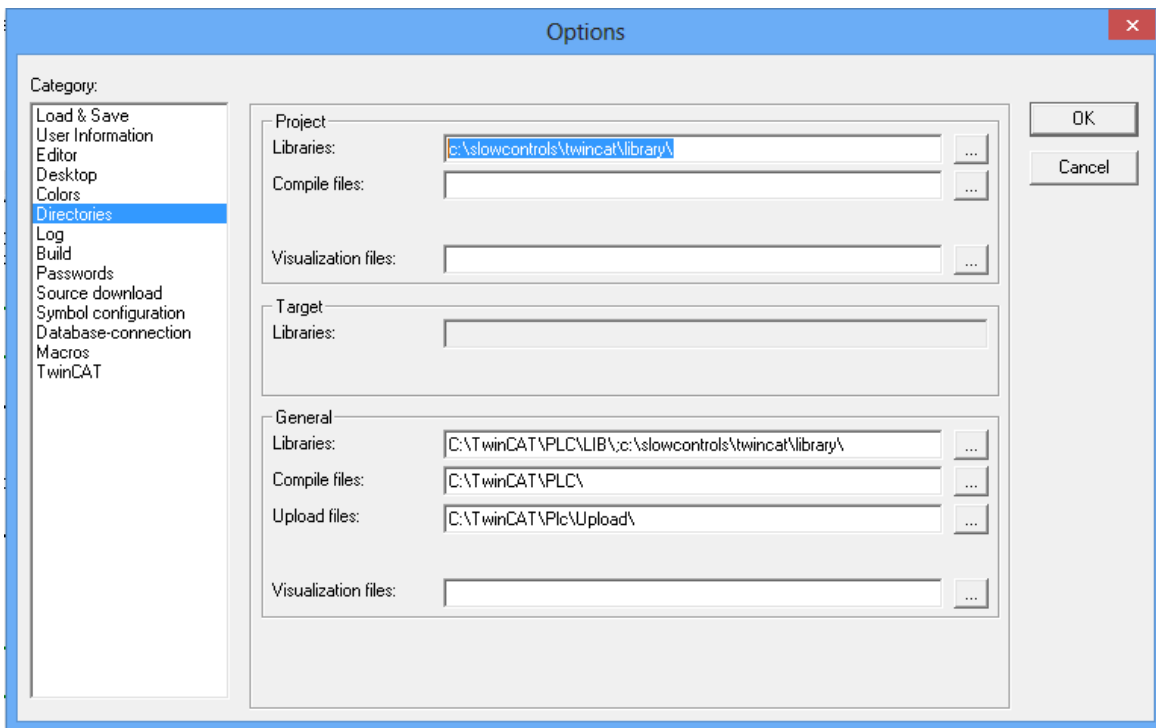 Options
Category:
Load & Save
User Information
Editor
Desktop
Colors
Directories
Log
Build
Passwords
Source download
Symbol configuration
Database-connection
Macros
TwinCAT
Project
Libraries: c:\slowcontrols\twincat\library\ ...
Compile files: ...
Visualization files: ...
Target
Libraries:
General
Libraries: C:\TwinCAT\PLC\LIB\;c:\slowcontrols\twincat\library\ ...
Compile files: C:\TwinCAT\PLC\ ...
Upload files: C:\TwinCAT\Plc\Upload\ ...
Visualization files: ...
OK
Cancel